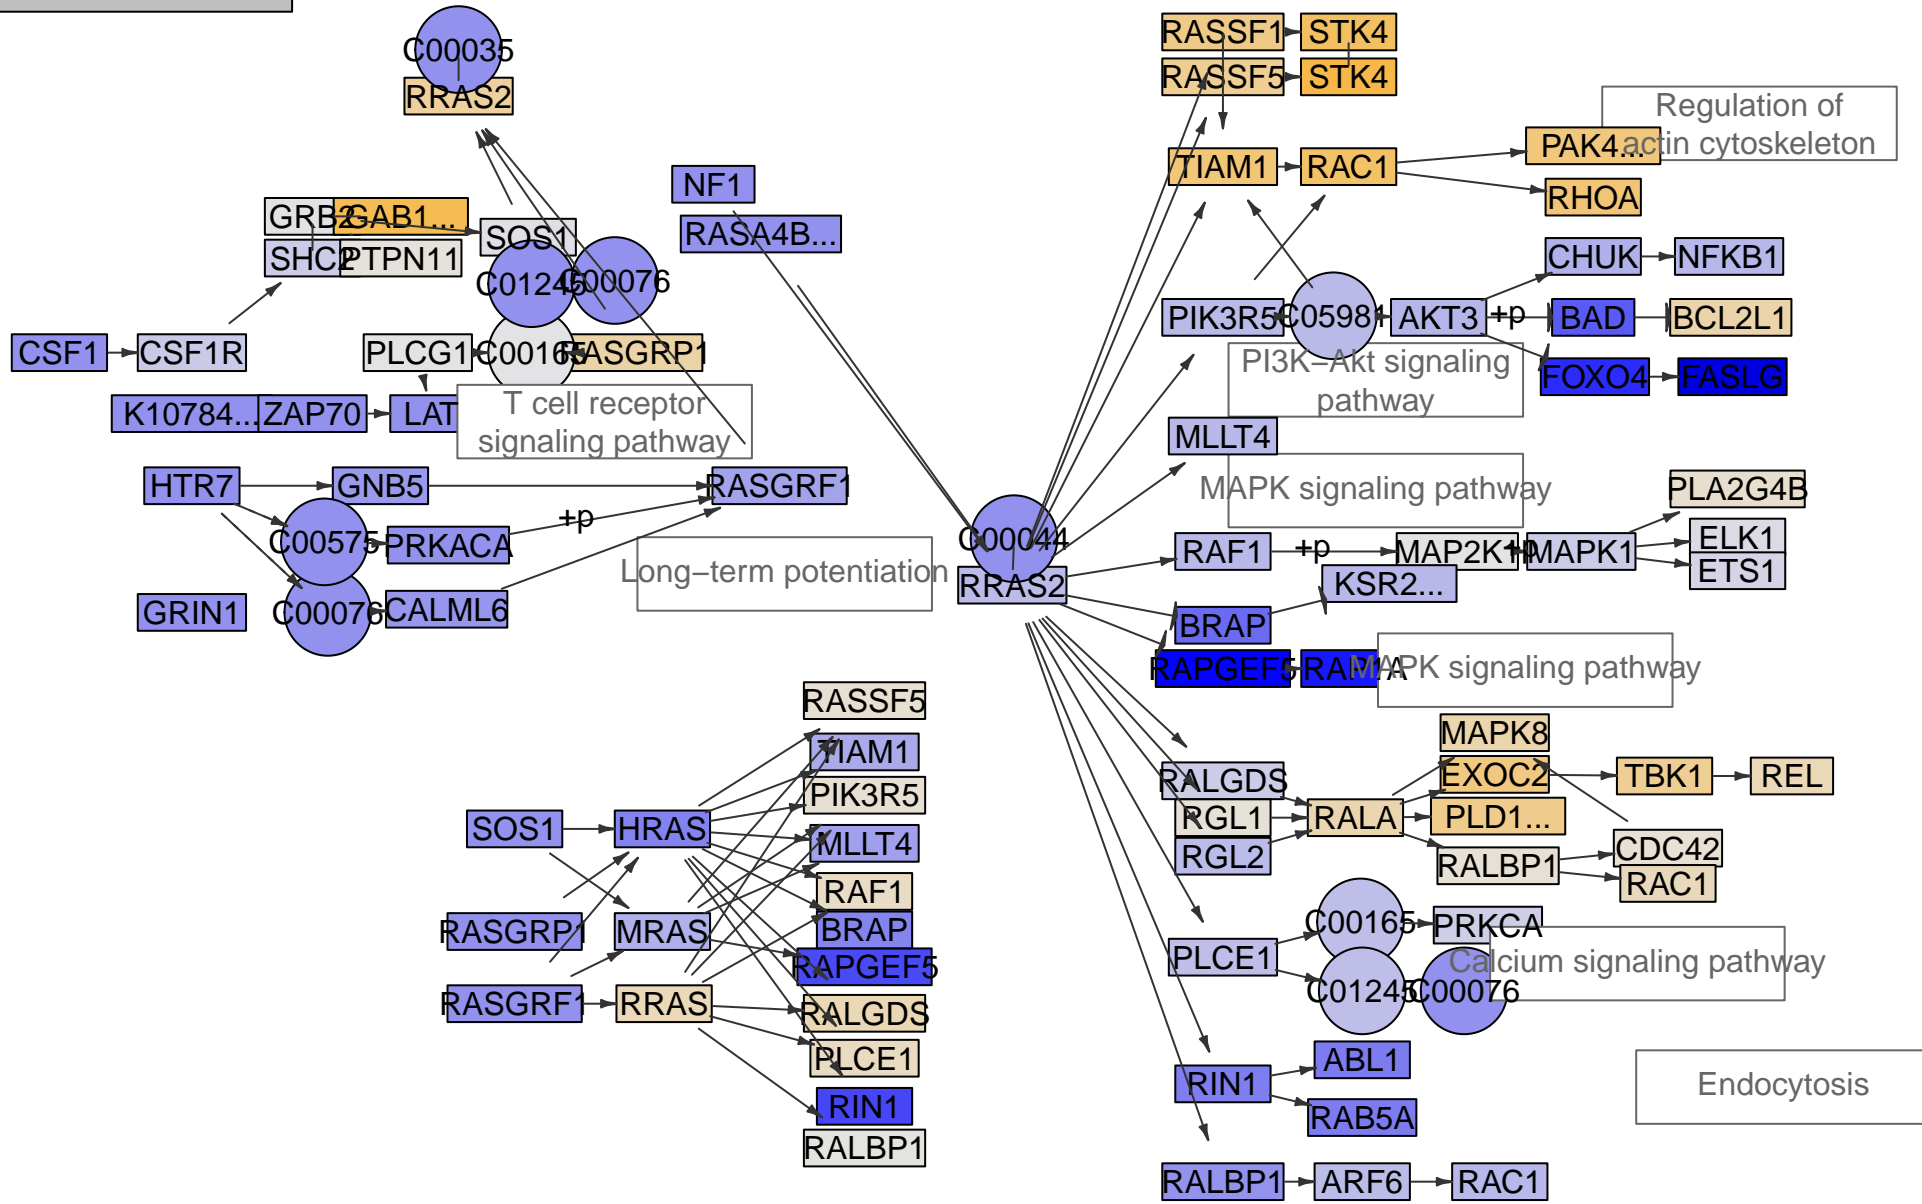 C00035
RRAS2
GRB2
GAB1...
SHC2
PTPN11
SOS1
C01245
C00076
NF1
RASA4B...
CSF1
CSF1R
PLCG1
C00165
RASGRP1
K10784...
ZAP70
LAT
T cell receptor
signaling pathway
HTR7
GNB5
RASGRF1
C00575
PRKACA
+p
GRIN1
C00076
CALML6
Long–term potentiation
C00044
RRAS2
RASSF1
STK4
RASSF5
STK4
Regulation of
actin cytoskeleton
PAK4...
TIAM1
RAC1
RHOA
CHUK
NFKB1
PIK3R5
C05981
AKT3
+p
BAD
BCL2L1
FOXO4
FASLG
PI3K–Akt signaling
pathway
MLLT4
MAPK signaling pathway
PLA2G4B
RAF1
+p
MAP2K1
+p
MAPK1
ELK1
ETS1
KSR2...
BRAP
RAPGEF5
RAP1A
MAPK signaling pathway
RASSF5
TIAM1
PIK3R5
SOS1
HRAS
MLLT4
RAF1
RASGRP1
MRAS
BRAP
RAPGEF5
RASGRF1
RRAS
RALGDS
PLCE1
RIN1
RALBP1
MAPK8
RALGDS
EXOC2
TBK1
REL
RGL1
RALA
PLD1...
RGL2
RALBP1
CDC42
RAC1
C00165
PRKCA
PLCE1
Calcium signaling pathway
C01245
C00076
ABL1
RIN1
RAB5A
Endocytosis
RALBP1
ARF6
RAC1